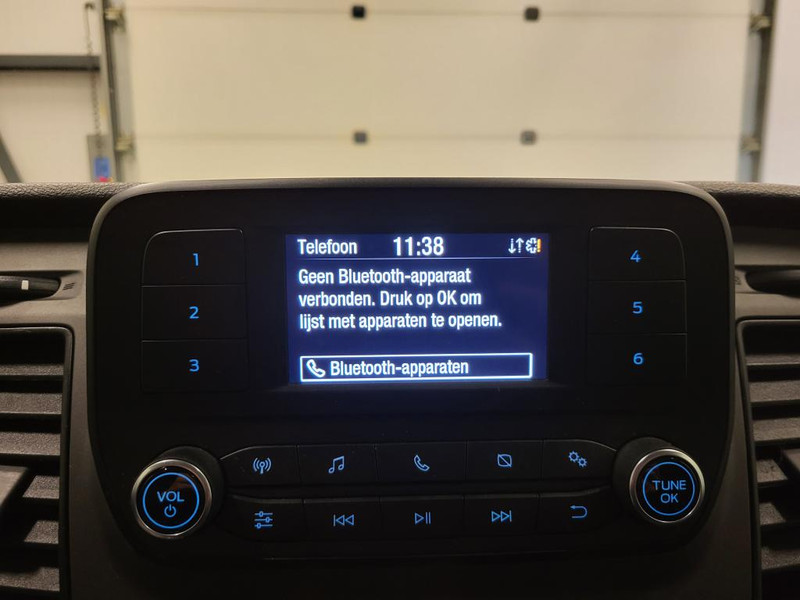 Telefoon 11:38
Geen Bluetooth-apparaat
verbonden. Druk op OK om
lijst met apparaten te openen.
Bluetooth-apparaten
1
2
3
4
5
6
VOL
TUNE
OK